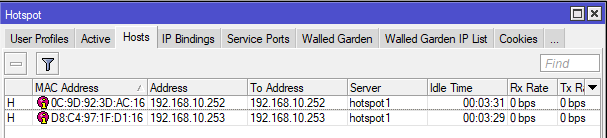 Hotspot
User Profiles Active Hosts IP Bindings Service Ports Walled Garden Walled Garden IP List Cookies ...
Find
MAC Address Address To Address Server Idle Time Rx Rate Tx Ra
H 0C:9D:92:3D:AC:16 192.168.10.252 192.168.10.252 hotspot1 00:03:31 0 bps 0 bps
H D8:C4:97:1F:D1:16 192.168.10.253 192.168.10.253 hotspot1 00:03:29 0 bps 0 bps